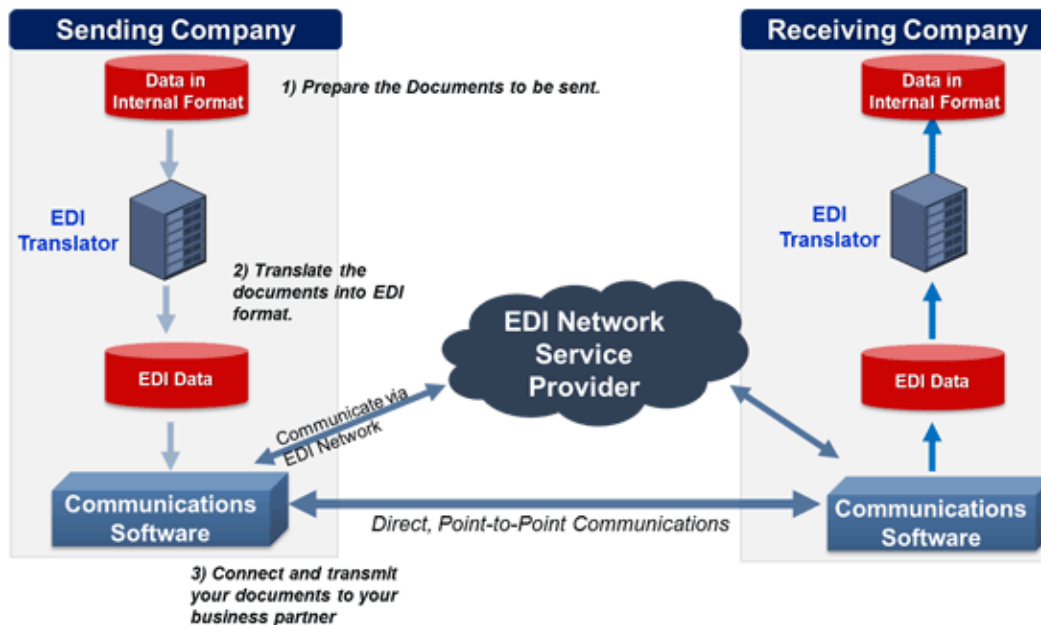 Sending Company
Receiving Company
Data in
Internal Format
1) Prepare the Documents to be sent.
Data in
Internal Format
EDI
Translator
EDI
Translator
2) Translate the
documents into EDI
format.
EDI Network
Service
Provider
EDI Data
EDI Data
Communicate via
EDI Network
Communications
Software
Direct, Point-to-Point Communications
Communications
Software
3) Connect and transmit
your documents to your
business partner